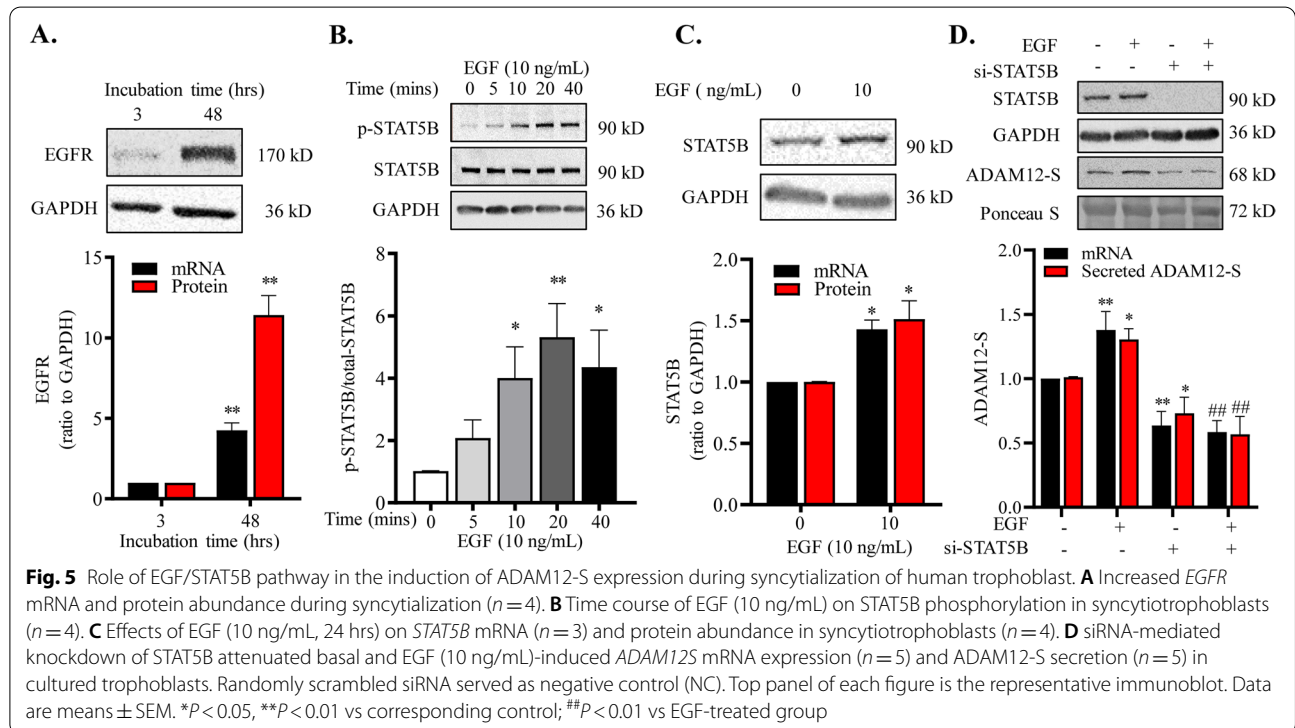 A.
Incubation time (hrs)
3 48
EGFR 170 kD
GAPDH 36 kD
mRNA
Protein
EGFR
(ratio to GAPDH)
15
10
5
0
**
**
3 48
Incubation time (hrs)
B.
EGF (10 ng/mL)
Time (mins) 0 5 10 20 40
p-STAT5B 90 kD
STAT5B 90 kD
GAPDH 36 kD
p-STAT5B/total-STAT5B
8
6
4
2
0
*
**
*
Time (mins) 0 5 10 20 40
EGF (10 ng/mL)
C.
EGF ( ng/mL) 0 10
STAT5B 90 kD
GAPDH 36 kD
mRNA
Protein
STAT5B
(ratio to GAPDH)
2.0
1.5
1.0
0.5
0.0
*
*
0 10
EGF (10 ng/mL)
D.
EGF - + - +
si-STAT5B - - + +
STAT5B 90 kD
GAPDH 36 kD
ADAM12-S 68 kD
Ponceau S 72 kD
mRNA
Secreted ADAM12-S
ADAM12-S
2.0
1.5
1.0
0.5
0.0
**
*
**
*
##
##
EGF - + - +
si-STAT5B - - + +
Fig. 5 Role of EGF/STAT5B pathway in the induction of ADAM12-S expression during syncytialization of human trophoblast. A Increased EGFR
mRNA and protein abundance during syncytialization (n = 4). B Time course of EGF (10 ng/mL) on STAT5B phosphorylation in syncytiotrophoblasts
(n = 4). C Effects of EGF (10 ng/mL, 24 hrs) on STAT5B mRNA (n = 3) and protein abundance in syncytiotrophoblasts (n = 4). D siRNA-mediated
knockdown of STAT5B attenuated basal and EGF (10 ng/mL)-induced ADAM12S mRNA expression (n = 5) and ADAM12-S secretion (n = 5) in
cultured trophoblasts. Randomly scrambled siRNA served as negative control (NC). Top panel of each figure is the representative immunoblot. Data
are means ± SEM. *P < 0.05, **P < 0.01 vs corresponding control; ##P < 0.01 vs EGF-treated group